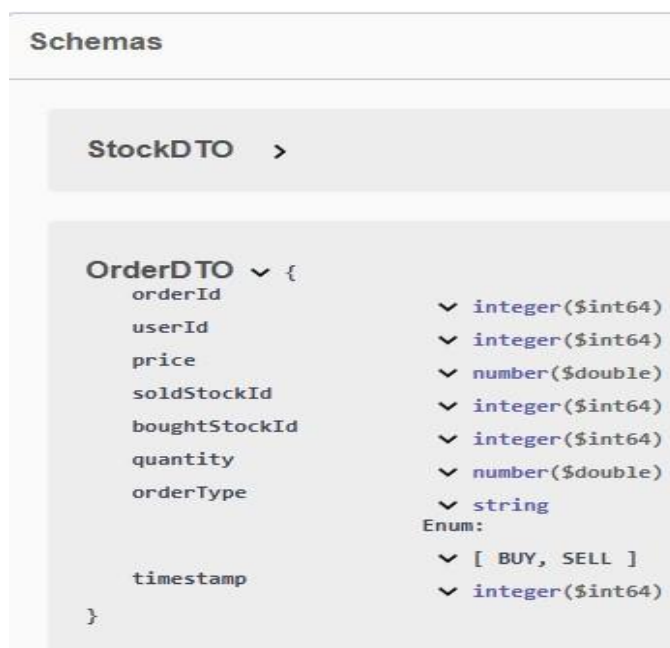 Schemas
StockDTO >
OrderDTO {
orderId integer($int64)
userId integer($int64)
price number($double)
soldStockId integer($int64)
boughtStockId integer($int64)
quantity number($double)
orderType string
Enum:
[ BUY, SELL ]
timestamp integer($int64)
}